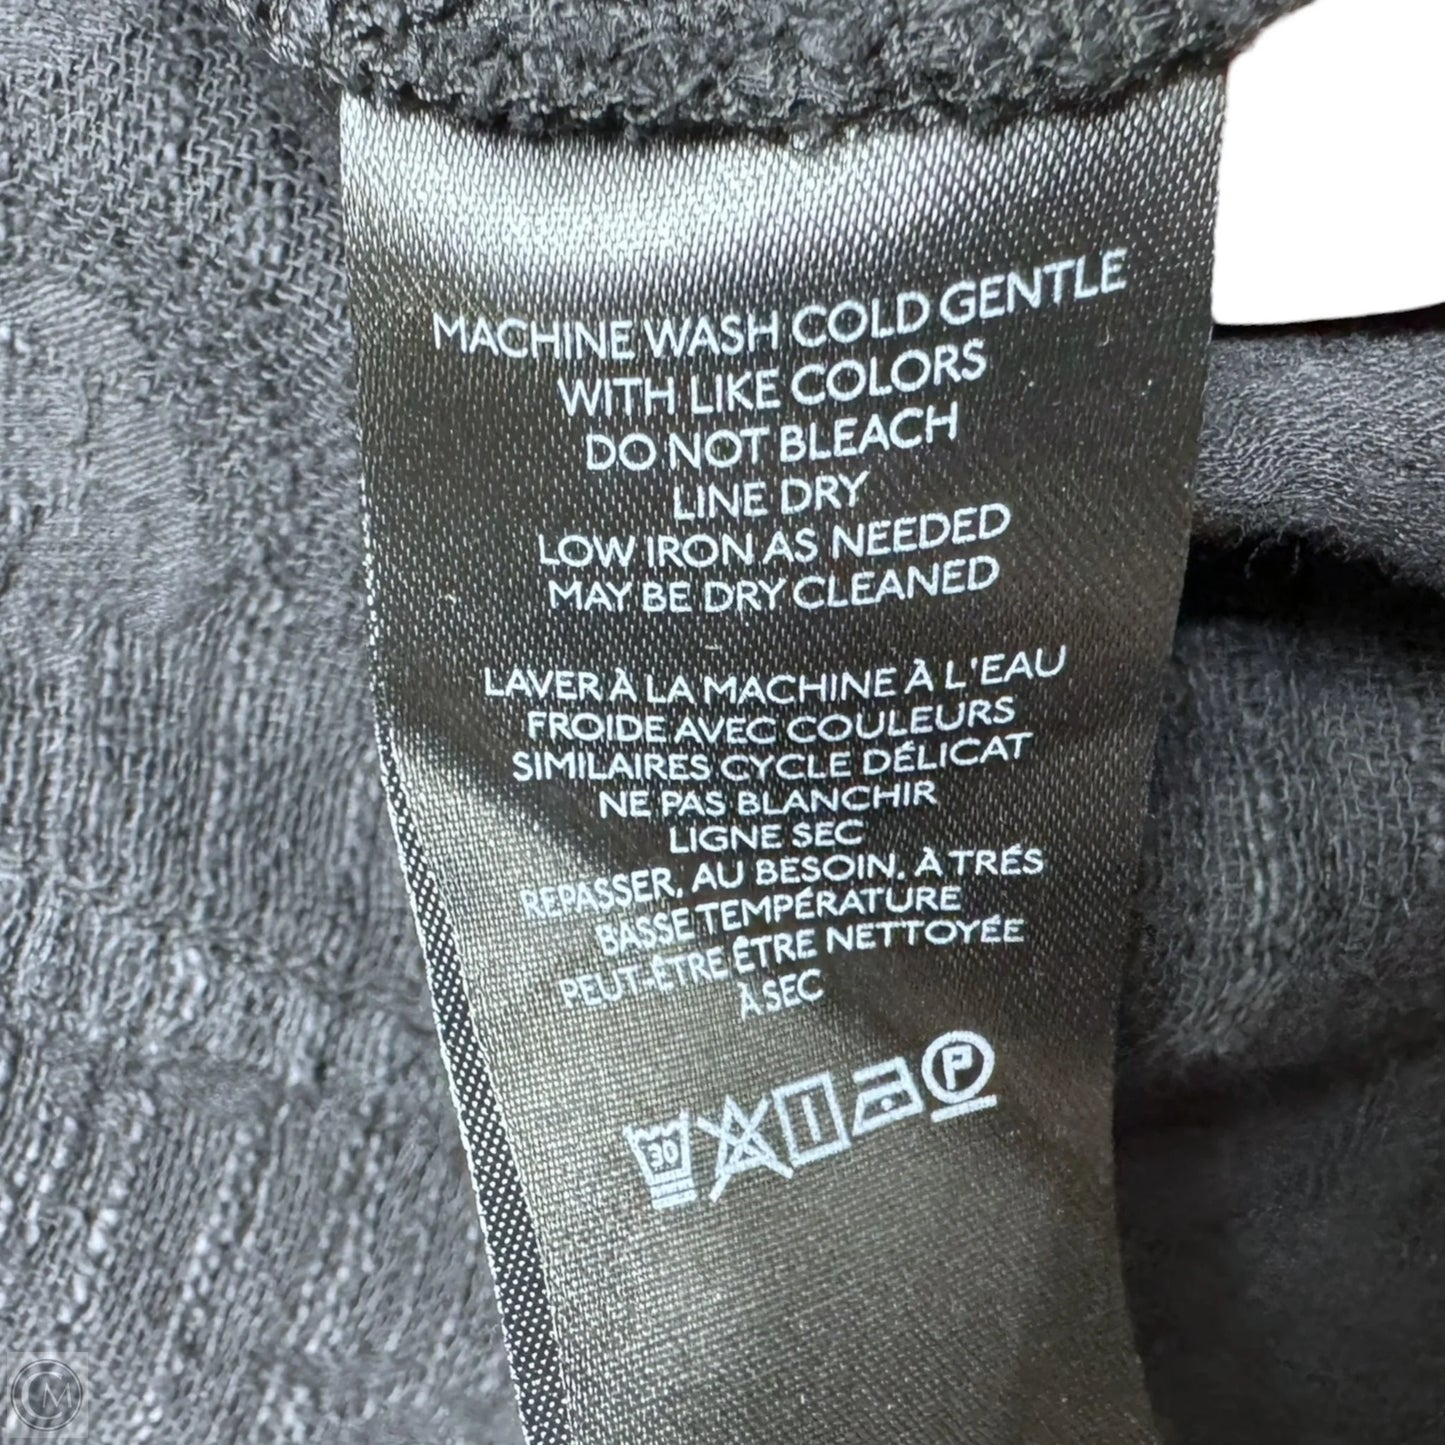 MACHINE WASH COLD GENTLE
WITH LIKE COLORS
DO NOT BLEACH
LINE DRY
LOW IRON AS NEEDED
MAY BE DRY CLEANED
LAVER À LA MACHINE À L'EAU
FROIDE AVEC COULEURS
SIMILAIRES CYCLE DÉLICAT
NE PAS BLANCHIR
LIGNE SEC
REPASSER, AU BESOIN, À TRÉS
BASSE TEMPÉRATURE
PEUT-ÊTRE ÊTRE NETTOYÉE
À SEC
30 P
CM